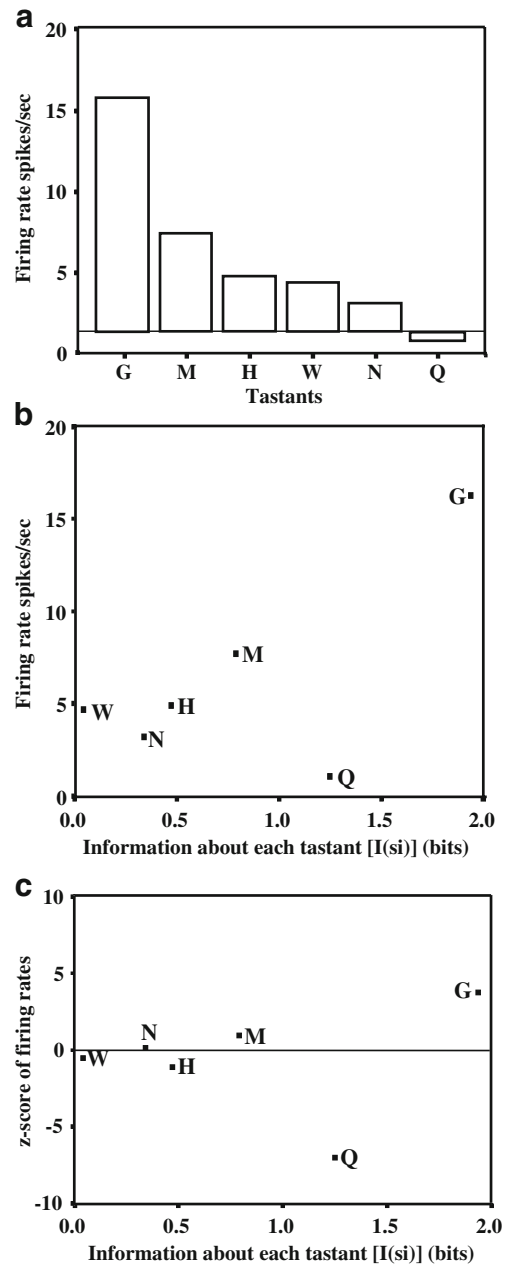 a
Firing rate spikes/sec
20
15
10
5
0
G M H W N Q
Tastants
b
Firing rate spikes/sec
20
15
10
5
0
G
M
W
H
N
Q
0.0 0.5 1.0 1.5 2.0
Information about each tastant [I(si)] (bits)
c
z-score of firing rates
10
5
0
-5
-10
G
N
M
W
H
Q
0.0 0.5 1.0 1.5 2.0
Information about each tastant [I(si)] (bits)